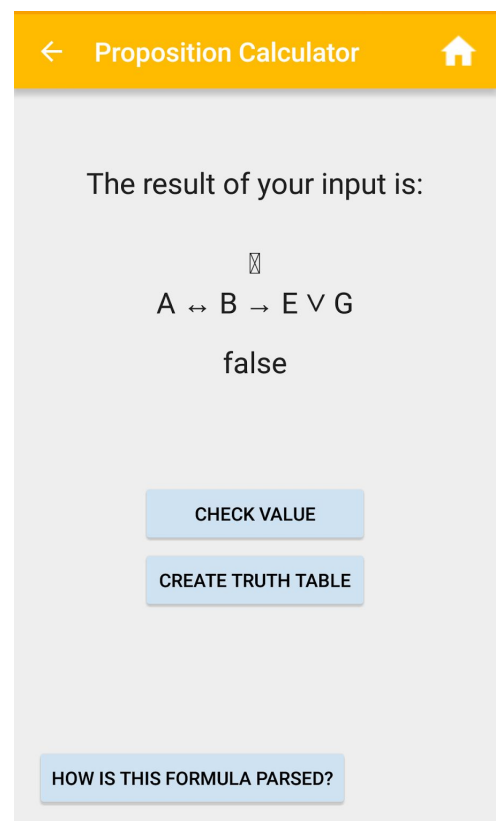 Proposition Calculator
The result of your input is:
A ↔ B → E ∨ G
false
CHECK VALUE
CREATE TRUTH TABLE
HOW IS THIS FORMULA PARSED?